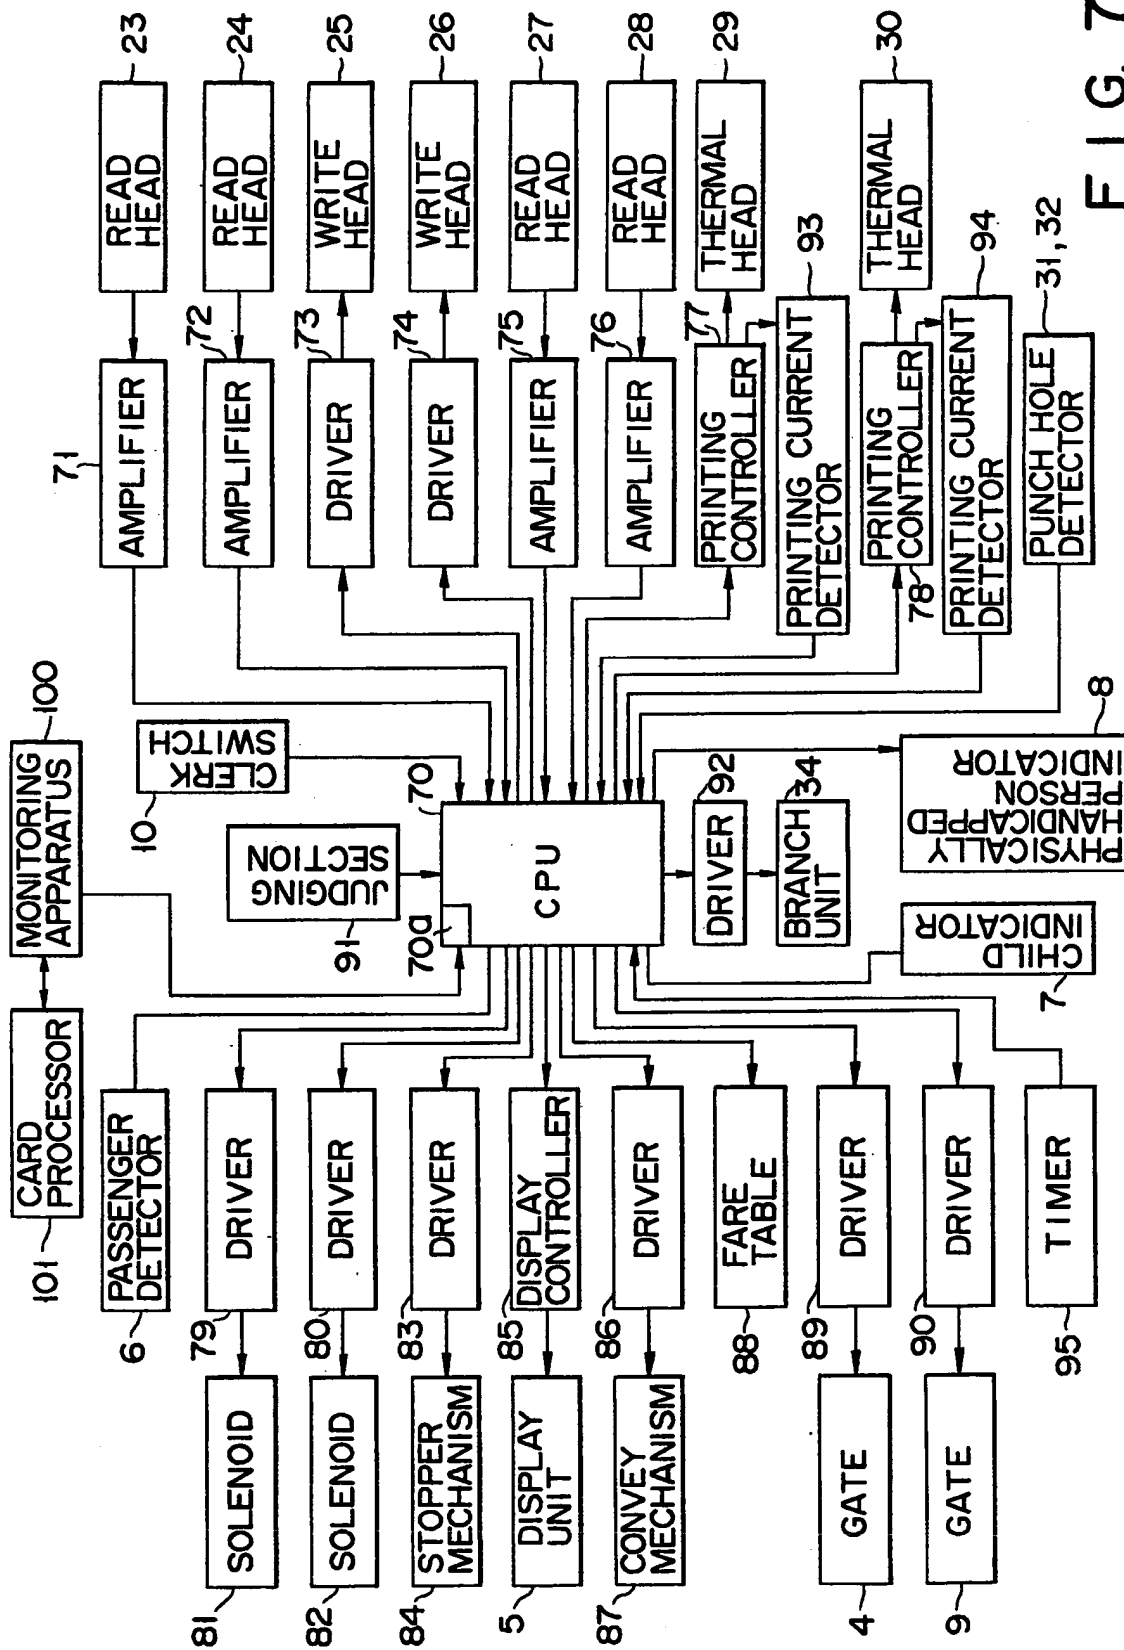 101
CARD
PROCESSOR
MONITORING
APPARATUS
100
6
PASSENGER
DETECTOR
10
CLERK
SWITCH
71
AMPLIFIER
READ
HEAD
23
81
SOLENOID
79
DRIVER
91
JUDGING
SECTION
AMPLIFIER
72
READ
HEAD
24
82
SOLENOID
80
DRIVER
DRIVER
73
WRITE
HEAD
25
84
STOPPER
MECHANISM
83
DRIVER
70a
70
CPU
DRIVER
74
WRITE
HEAD
26
5
DISPLAY
UNIT
85
DISPLAY
CONTROLLER
AMPLIFIER
75
READ
HEAD
27
87
CONVEY
MECHANISM
86
DRIVER
AMPLIFIER
76
READ
HEAD
28
88
FARE
TABLE
DRIVER
92
PRINTING
CONTROLLER
77
THERMAL
HEAD
29
BRANCH
UNIT
34
PRINTING CURRENT
DETECTOR
93
4
GATE
89
DRIVER
78
PRINTING
CONTROLLER
THERMAL
HEAD
30
9
GATE
90
DRIVER
PRINTING CURRENT
DETECTOR
94
95
TIMER
7
CHILD
INDICATOR
PHYSICALLY
HANDICAPPED
PERSON
INDICATOR
8
PUNCH HOLE
DETECTOR
31, 32
FIG. 7